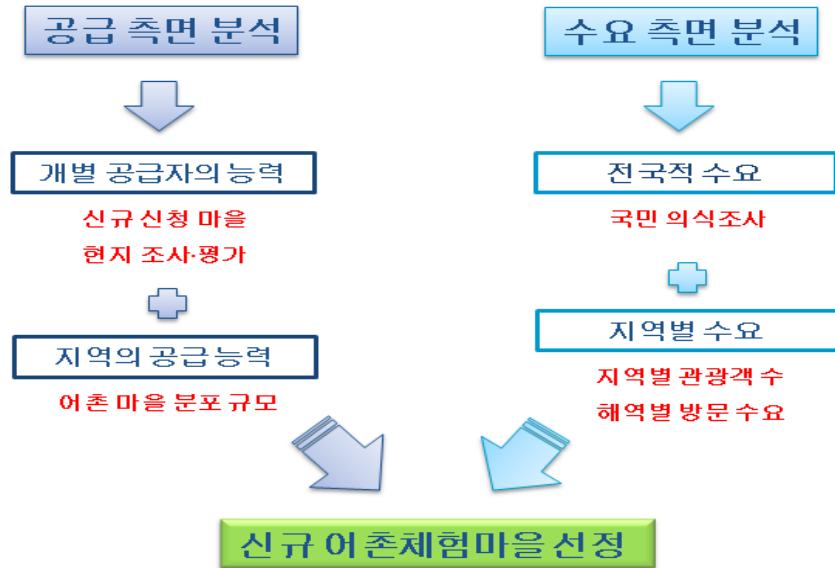 공급 측면 분석
개별 공급자의 능력
신규 신청 마을
현지 조사·평가
지역의 공급 능력
어촌 마을 분포 규모
수요 측면 분석
전국적 수요
국민 의식조사
지역별 수요
지역별 관광객 수
해역별 방문 수요
신규 어촌체험마을 선정